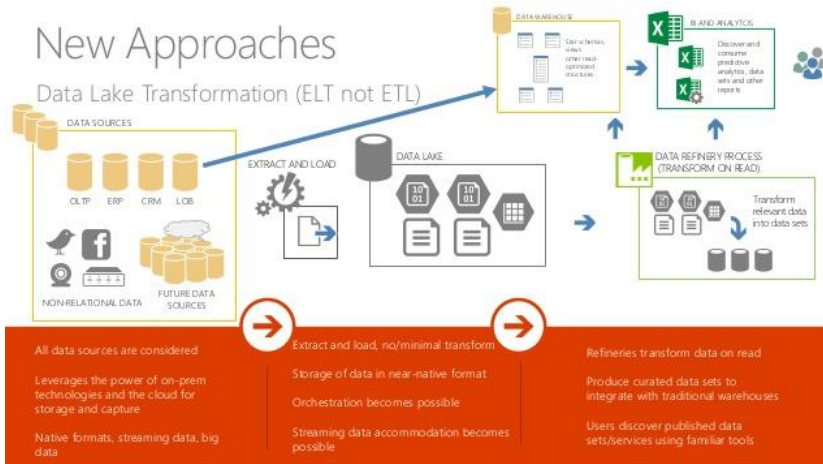 New Approaches
Data Lake Transformation (ELT not ETL)
DATA SOURCES
OLTP ERP CRM LOB
NON-RELATIONAL DATA
FUTURE DATA
SOURCES
EXTRACT AND LOAD
DATA LAKE
10
01
10
01
DATA WAREHOUSE
Star schemas,
views
other read-
optimized
structures
BI AND ANALYTICS
Discover and
consume
predictive
analytics, data
sets and other
reports
DATA REFINERY PROCESS
(TRANSFORM ON READ)
Transform
relevant data
into data sets
All data sources are considered
Leverages the power of on-prem
technologies and the cloud for
storage and capture
Native formats, streaming data, big
data
Extract and load, no/minimal transform
Storage of data in near-native format
Orchestration becomes possible
Streaming data accommodation becomes
possible
Refineries transform data on read
Produce curated data sets to
integrate with traditional warehouses
Users discover published data
sets/services using familiar tools